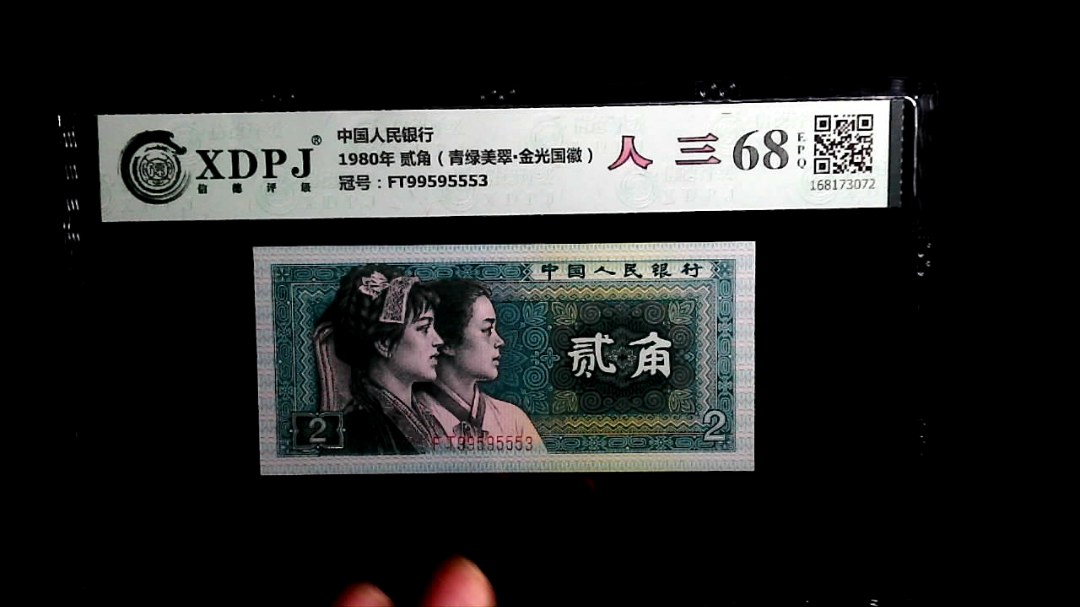 XDPJ®
信德评级
中国人民银行
1980年 贰角（青绿美翠·金光国徽）
冠号：FT99595553
人 三 68
EPQ
168173072
中国人民银行
贰角
2
2
FT99595553